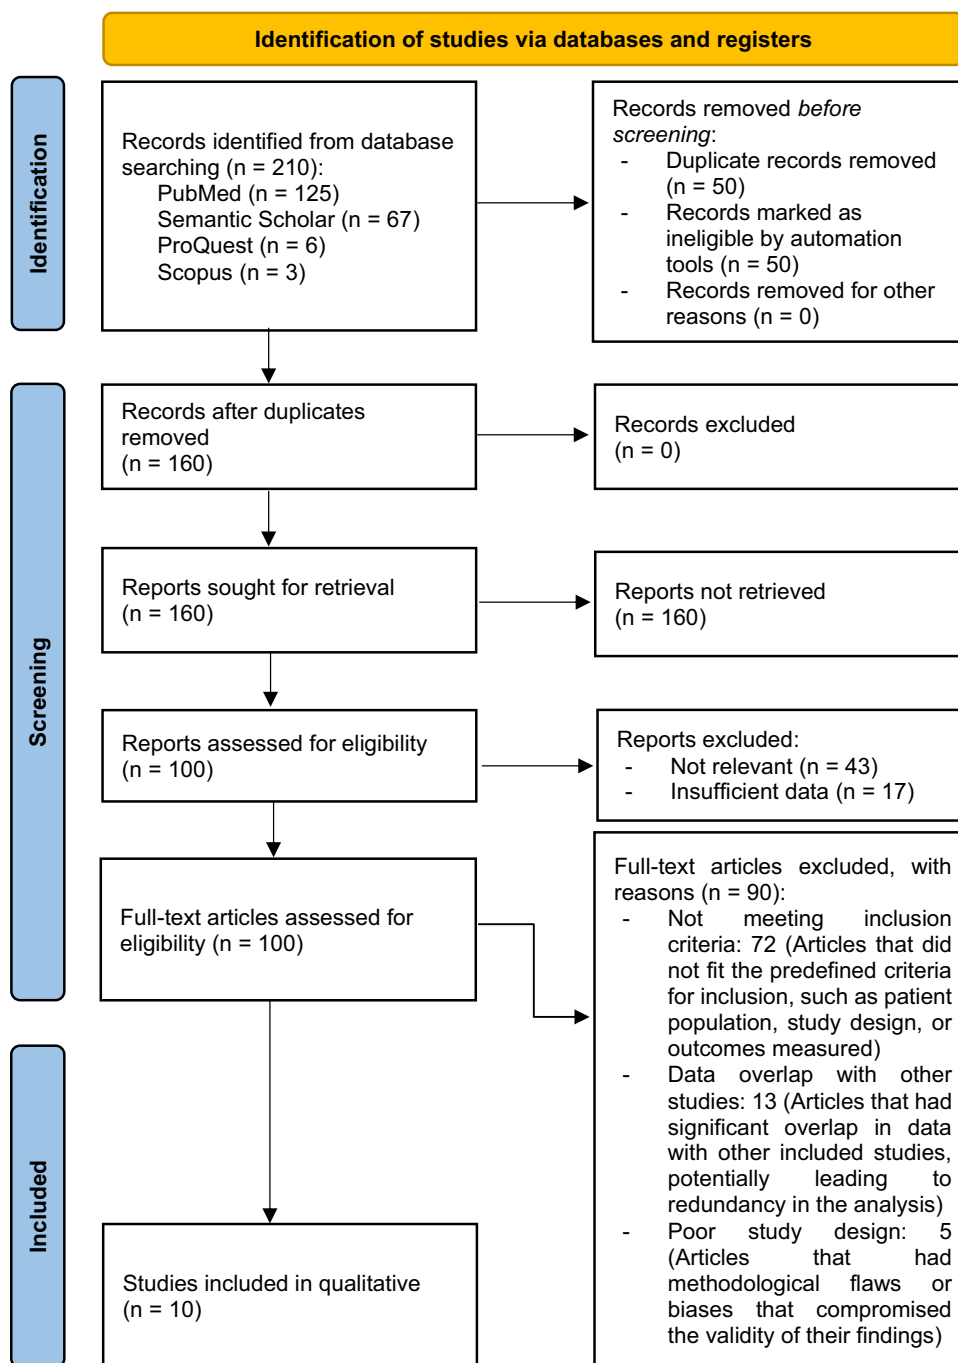 Identification of studies via databases and registers
Identification
Records identified from database
searching (n = 210):
PubMed (n = 125)
Semantic Scholar (n = 67)
ProQuest (n = 6)
Scopus (n = 3)
Records removed before
screening:
- Duplicate records removed
(n = 50)
- Records marked as
ineligible by automation
tools (n = 50)
- Records removed for other
reasons (n = 0)
Screening
Records after duplicates
removed
(n = 160)
Records excluded
(n = 0)
Reports sought for retrieval
(n = 160)
Reports not retrieved
(n = 160)
Reports assessed for eligibility
(n = 100)
Reports excluded:
- Not relevant (n = 43)
- Insufficient data (n = 17)
Full-text articles assessed for
eligibility (n = 100)
Full-text articles excluded, with
reasons (n = 90):
- Not meeting inclusion
criteria: 72 (Articles that did
not fit the predefined criteria
for inclusion, such as patient
population, study design, or
outcomes measured)
- Data overlap with other
studies: 13 (Articles that had
significant overlap in data
with other included studies,
potentially leading to
redundancy in the analysis)
- Poor study design: 5
(Articles that had
methodological flaws or
biases that compromised
the validity of their findings)
Included
Studies included in qualitative
(n = 10)